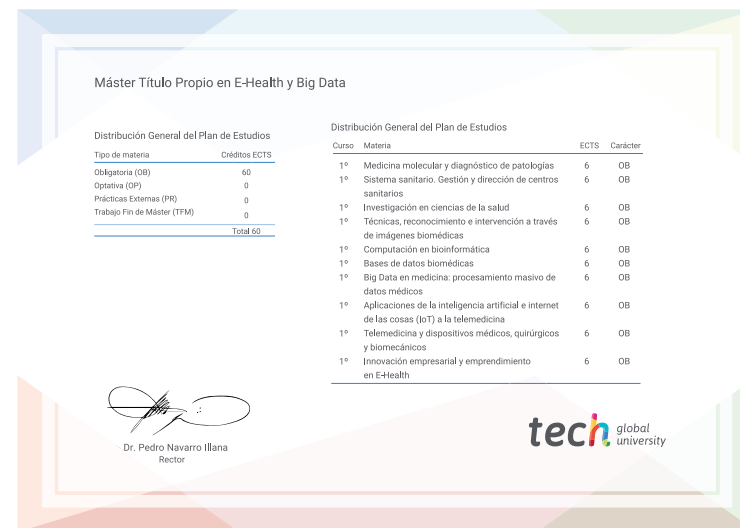 Máster Título Propio en E-Health y Big Data
Distribución General del Plan de Estudios
Tipo de materia Créditos ECTS
Obligatoria (OB) 60
Optativa (OP) 0
Prácticas Externas (PR) 0
Trabajo Fin de Máster (TFM) 0
Total 60
Distribución General del Plan de Estudios
Curso Materia ECTS Carácter
1º Medicina molecular y diagnóstico de patologías 6 OB
1º Sistema sanitario. Gestión y dirección de centros 6 OB
sanitarios
1º Investigación en ciencias de la salud 6 OB
1º Técnicas, reconocimiento e intervención a través 6 OB
de imágenes biomédicas
1º Computación en bioinformática 6 OB
1º Bases de datos biomédicas 6 OB
1º Big Data en medicina: procesamiento masivo de 6 OB
datos médicos
1º Aplicaciones de la inteligencia artificial e internet 6 OB
de las cosas (IoT) a la telemedicina
1º Telemedicina y dispositivos médicos, quirúrgicos 6 OB
y biomecánicos
1º Innovación empresarial y emprendimiento 6 OB
en E-Health
Dr. Pedro Navarro Illana
Rector
tech global
university